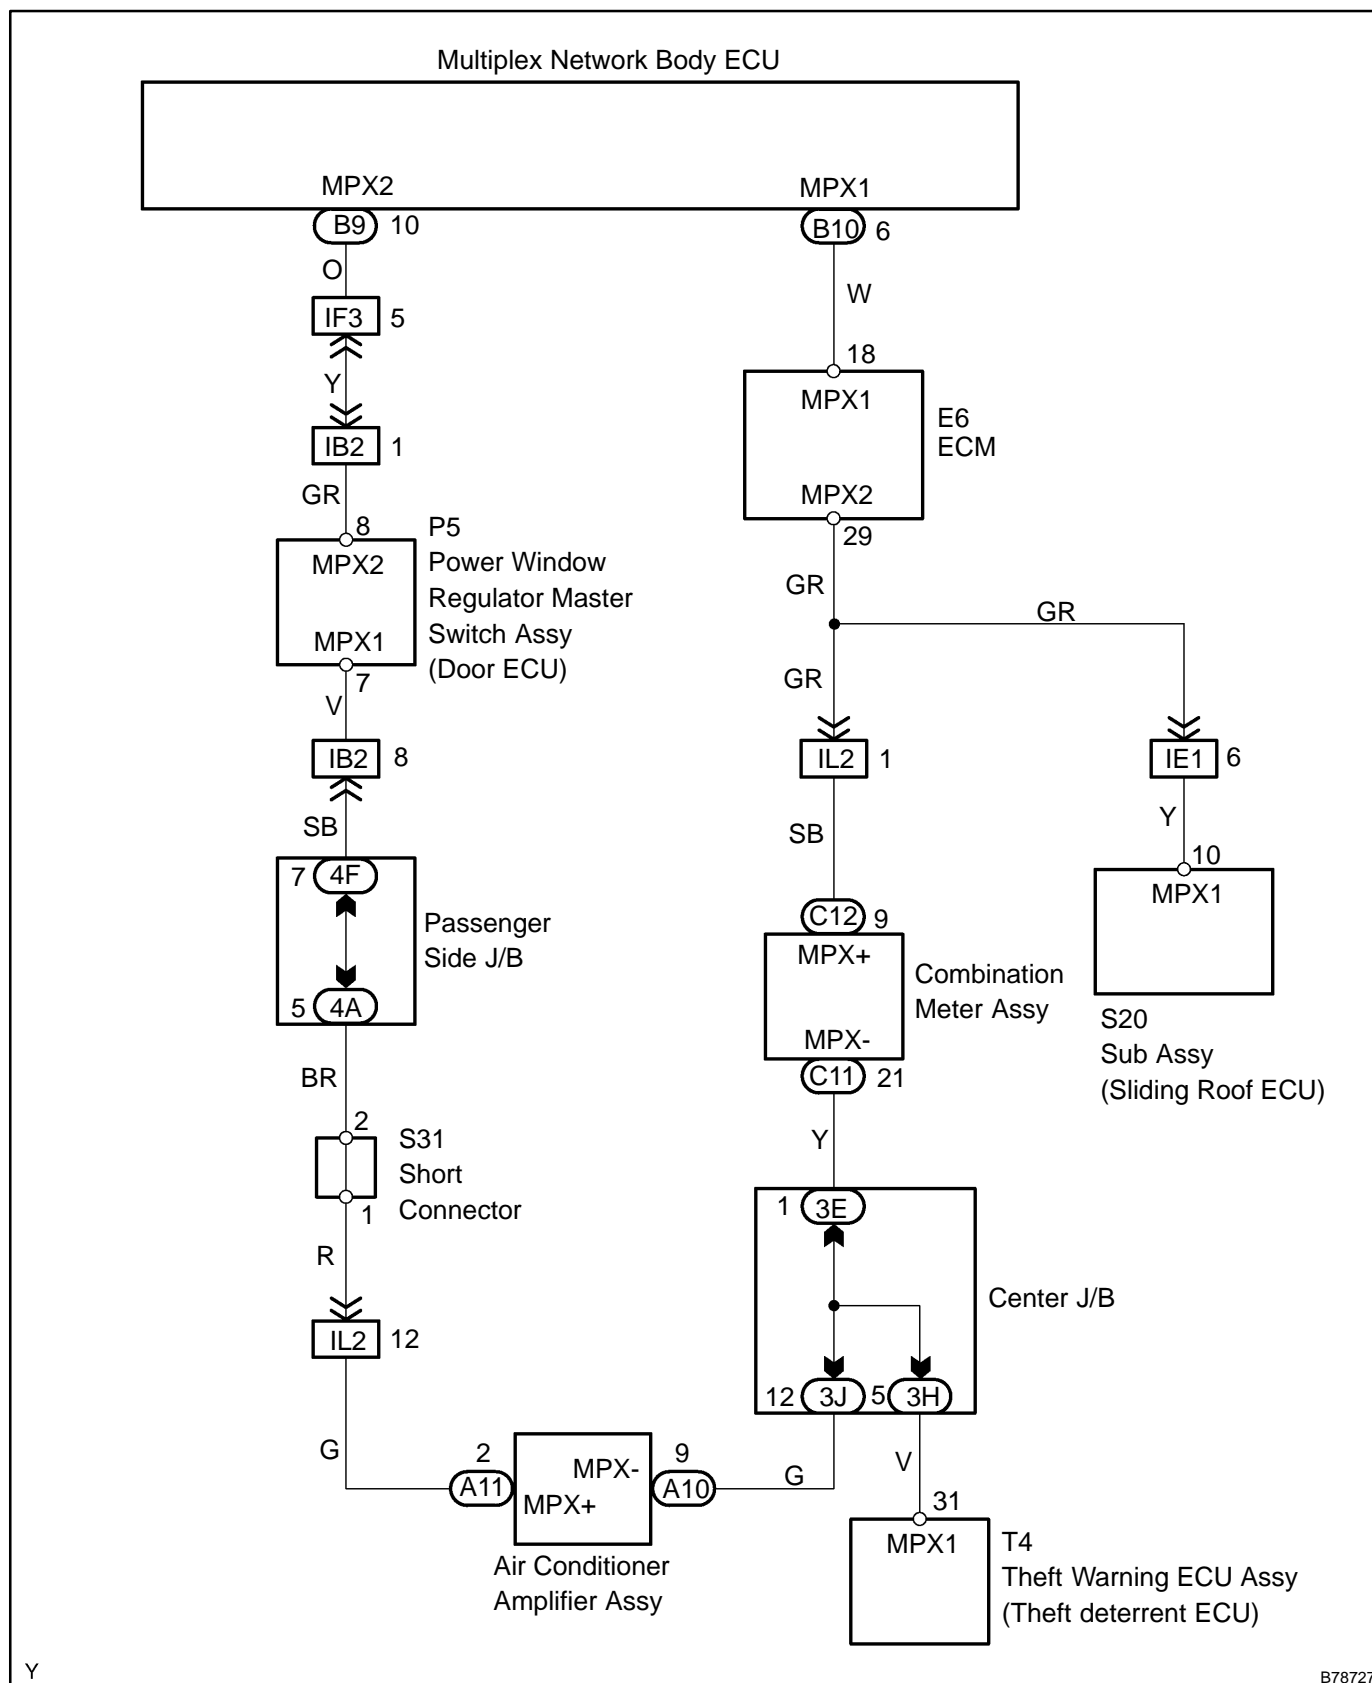 Multiplex Network Body ECU
MPX2
MPX1
B9 10
B10 6
O
W
IF3 5
18
Y
MPX1
E6
ECM
IB2 1
GR
MPX2
29
8
P5
MPX2
Power Window
Regulator Master
Switch Assy
(Door ECU)
MPX1
7
GR
GR
GR
V
IB2 8
IL2 1
IE1 6
SB
SB
Y
7 4F
10
MPX1
Passenger
Side J/B
C12 9
MPX+
Combination
Meter Assy
5 4A
MPX-
S20
Sub Assy
(Sliding Roof ECU)
BR
C11 21
2
S31
Short
Connector
1
Y
1 3E
R
Center J/B
IL2 12
12 3J 5 3H
G
2
9
MPX-
A11
A10
G
V
MPX+
31
MPX1
T4
Theft Warning ECU Assy
(Theft deterrent ECU)
Air Conditioner
Amplifier Assy
Y
B78727